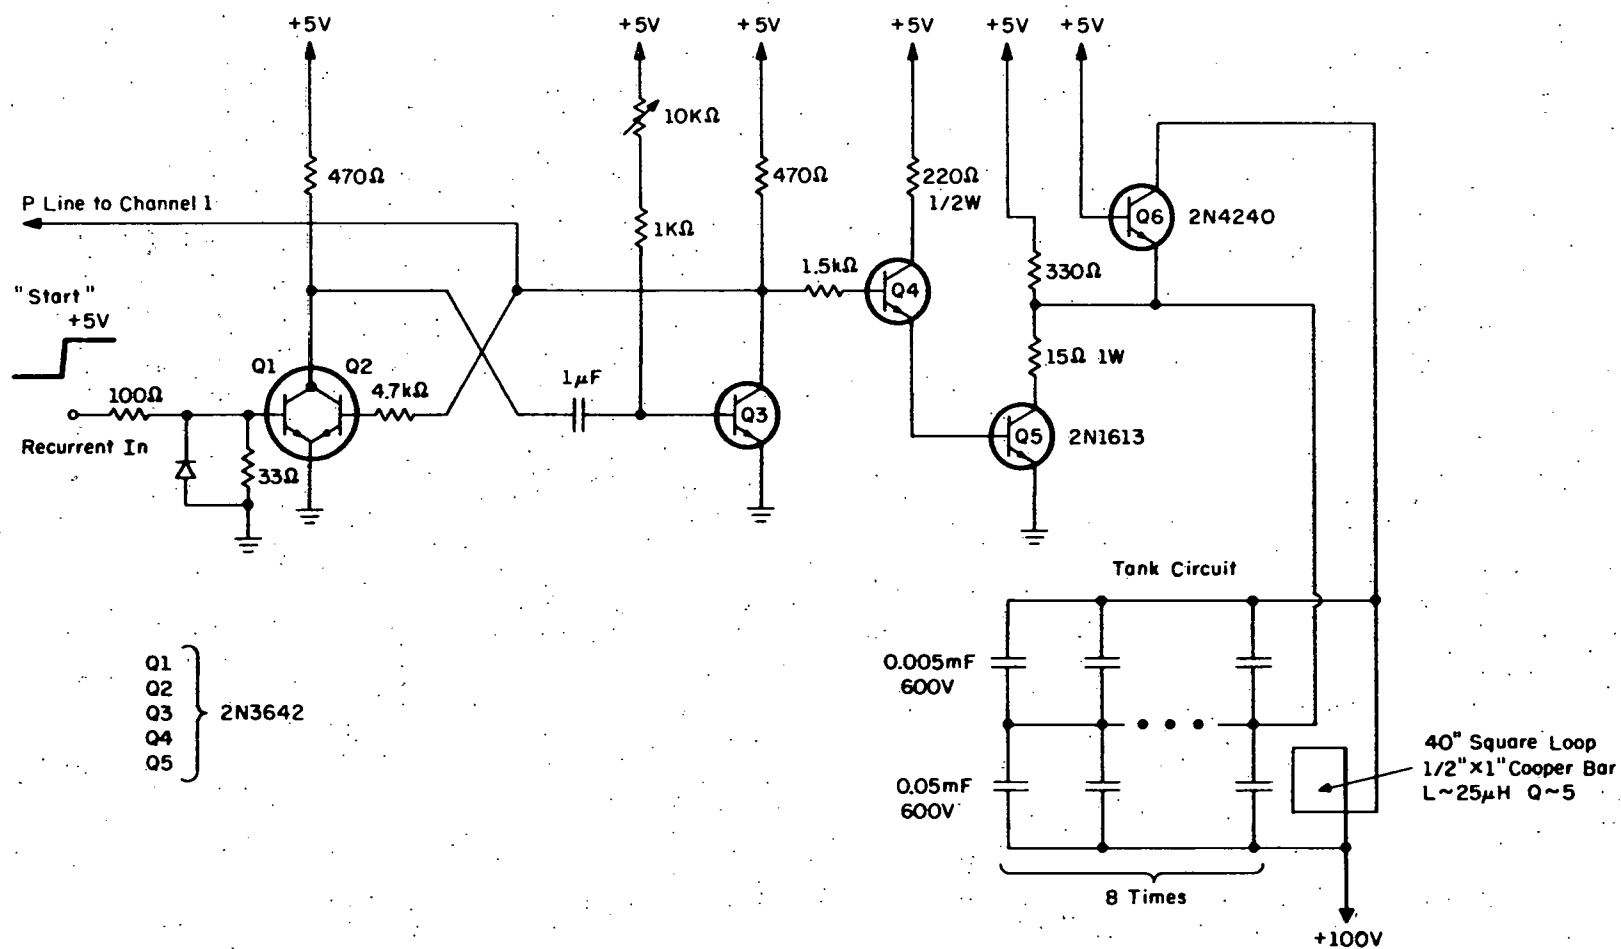 +5V
+5V
+5V
+5V
+5V
+5V
10KΩ
470Ω
470Ω
220Ω
1/2W
P Line to Channel 1
1KΩ
Q6
2N4240
1.5kΩ
Q4
330Ω
"Start"
+5V
15Ω 1W
Q1
Q2
1μF
4.7kΩ
100Ω
Q3
Q5
2N1613
Recurrent In
33Ω
Tank Circuit
0.005mF
600V
Q1
Q2
Q3
Q4
Q5
2N3642
40" Square Loop
1/2"X1" Cooper Bar
L~25μH Q~5
0.05mF
600V
8 Times
+100V